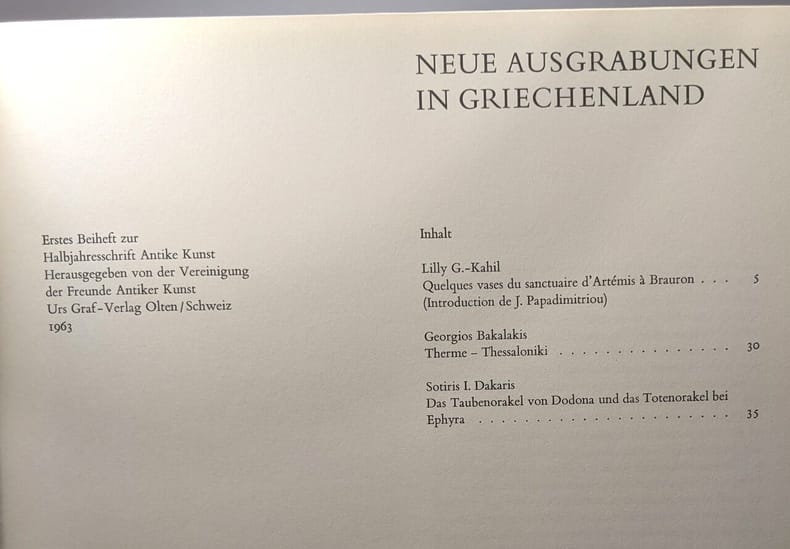 NEUE AUSGRABUNGEN
IN GRIECHENLAND
Erstes Beiheft zur
Halbjahresschrift Antike Kunst
Herausgegeben von der Vereinigung
der Freunde Antiker Kunst
Urs Graf-Verlag Olten/Schweiz
1963
Inhalt
Lilly G.-Kahil
Quelques vases du sanctuaire d'Artémis à Brauron . . . 5
(Introduction de J. Papadimitriou)
Georgios Bakalakis
Therme – Thessaloniki . . . . . . . . . . . . . . . 30
Sotiris I. Dakaris
Das Taubenorakel von Dodona und das Totenorakel bei
Ephyra . . . . . . . . . . . . . . . . . . . . . . 35